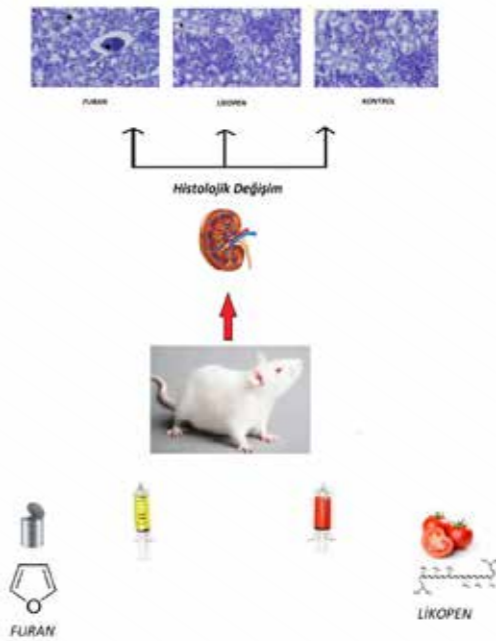 FURAN
LİKOPEN
KONTROL
Histolojik Değişim
O
FURAN
LİKOPEN